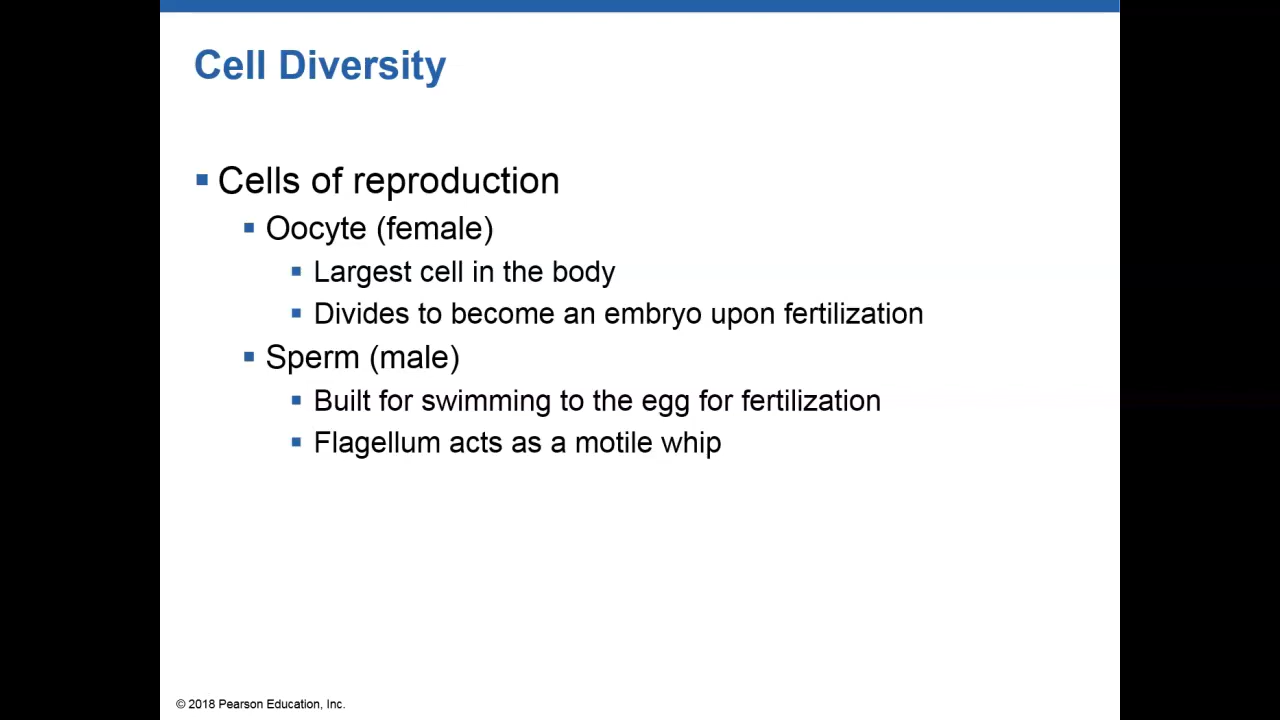 Cell Diversity
Cells of reproduction
Oocyte (female)
Largest cell in the body
Divides to become an embryo upon fertilization
Sperm (male)
Built for swimming to the egg for fertilization
Flagellum acts as a motile whip
© 2018 Pearson Education, Inc.